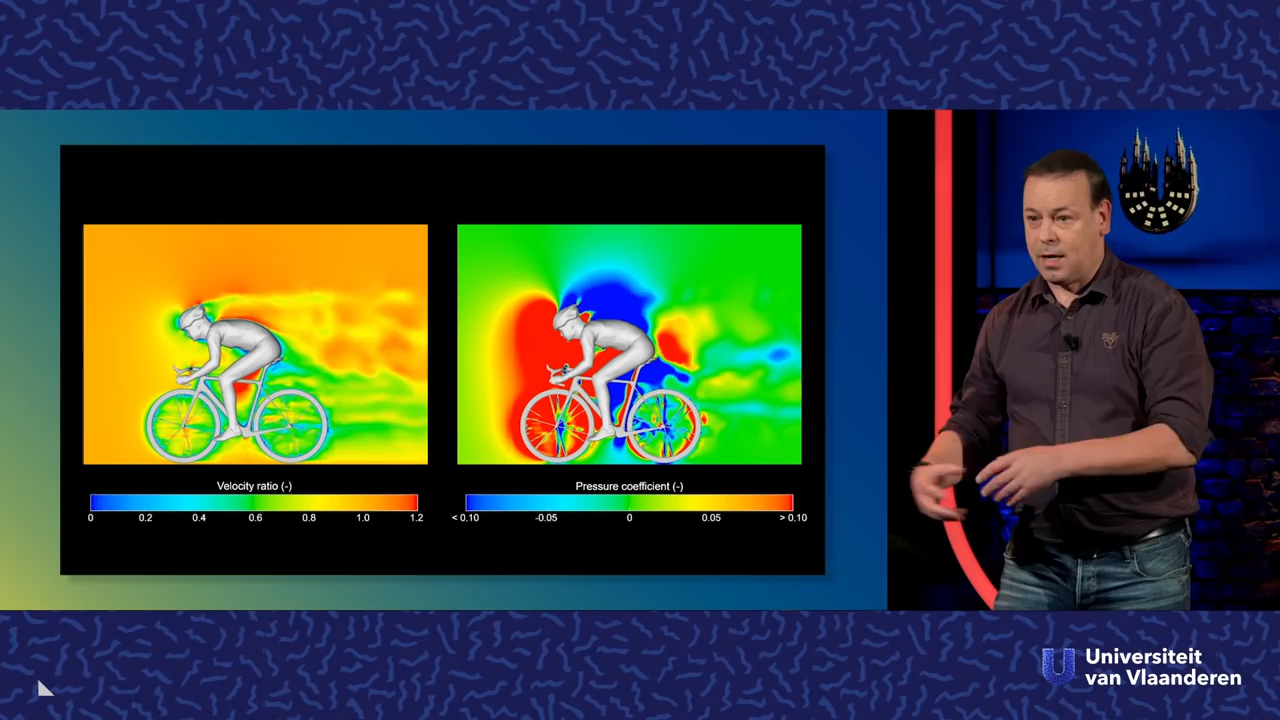 Velocity ratio (-)
0 0.2 0.4 0.6 0.8 1.0 1.2
Pressure coefficient (-)
< 0.10 -0.05 0 0.05 > 0.10
Universiteit
van Vlaanderen